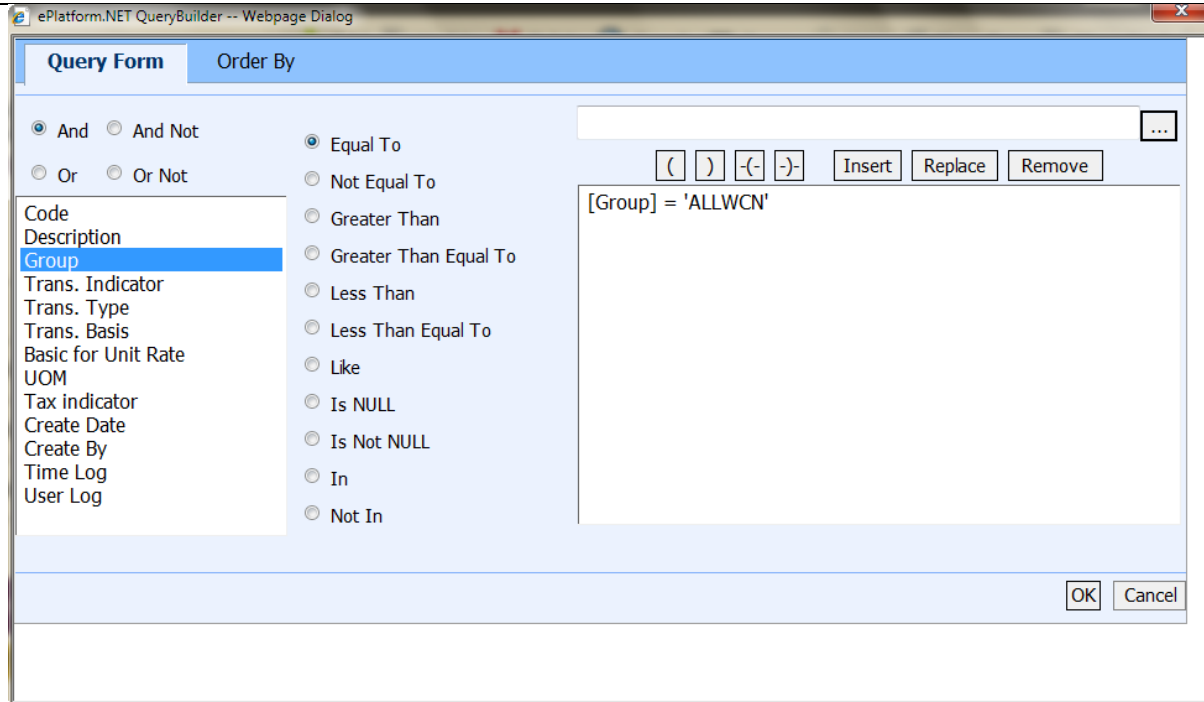 ePlatform.NET QueryBuilder -- Webpage Dialog
x
Query Form Order By
And And Not
Or Or Not
Code
Description
Group
Trans. Indicator
Trans. Type
Trans. Basis
Basic for Unit Rate
UOM
Tax indicator
Create Date
Create By
Time Log
User Log
Equal To
Not Equal To
Greater Than
Greater Than Equal To
Less Than
Less Than Equal To
Like
Is NULL
Is Not NULL
In
Not In
...
( ) -(- -)- Insert Replace Remove
[Group] = 'ALLWCN'
OK Cancel